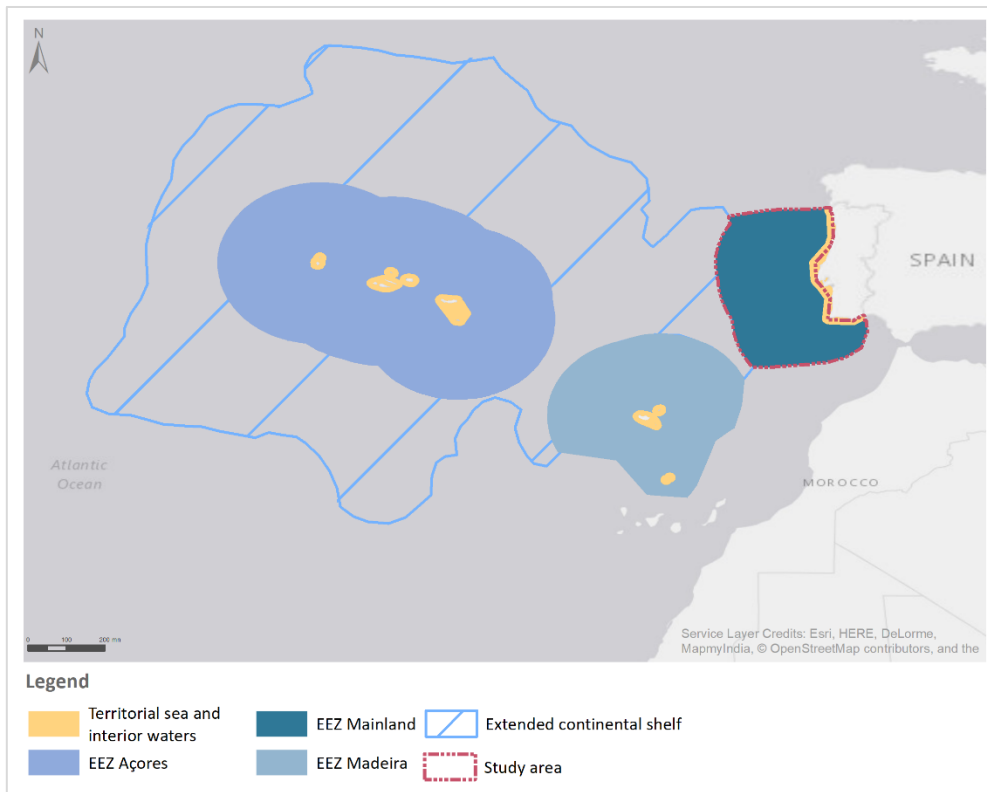 N
SPAIN
Atlantic
Ocean
MOROCCO
0 100 200 mn
Service Layer Credits: Esri, HERE, DeLorme,
MapmyIndia, © OpenStreetMap contributors, and the
Legend
Territorial sea and
interior waters
EEZ Mainland
Extended continental shelf
EEZ Açores
EEZ Madeira
Study area